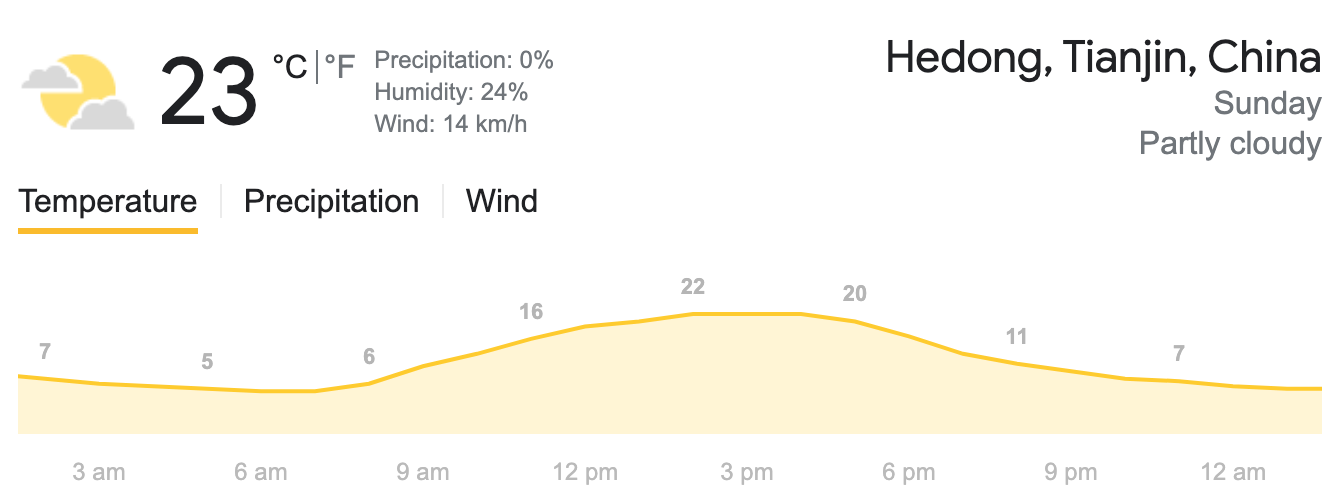 23 °C | °F
Precipitation: 0%
Humidity: 24%
Wind: 14 km/h
Hedong, Tianjin, China
Sunday
Partly cloudy
Temperature Precipitation Wind
7 5 6 16 22 20 11 7
3 am 6 am 9 am 12 pm 3 pm 6 pm 9 pm 12 am